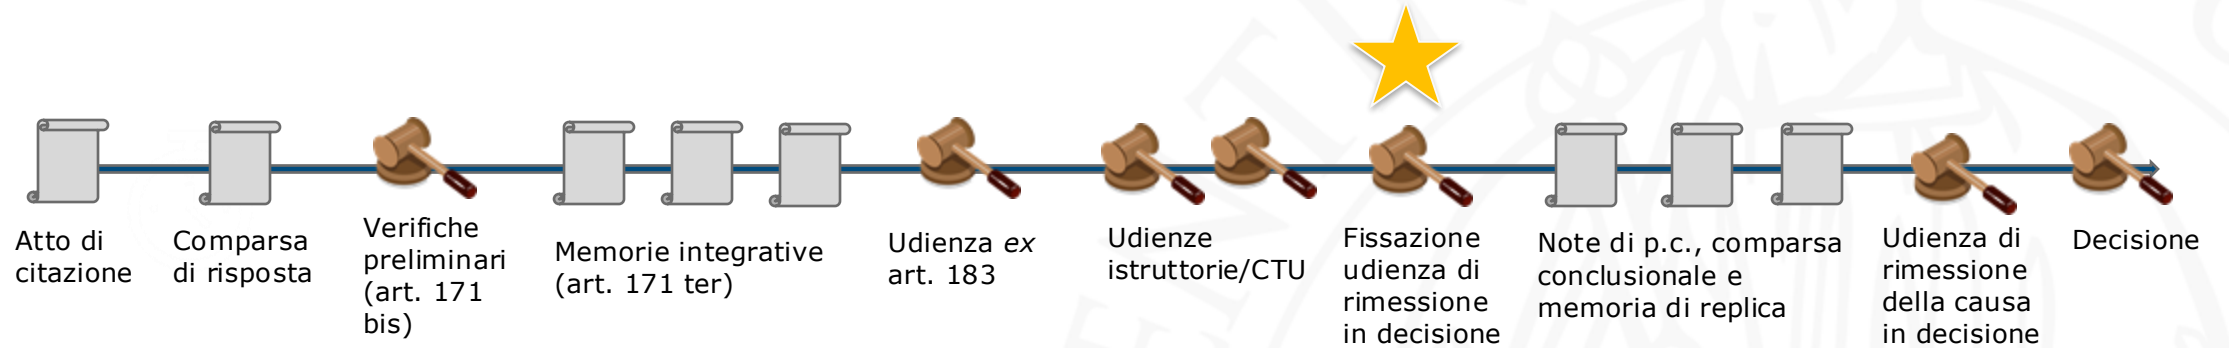 Atto di
citazione
Comparsa
di risposta
Verifiche
preliminari
(art. 171
bis)
Memorie integrative
(art. 171 ter)
Udienza ex
art. 183
Udienze
istruttorie/CTU
Fissazione
udienza di
rimessione
in decisione
Note di p.c., comparsa
conclusionale e
memoria di replica
Udienza di
rimessione
della causa
in decisione
Decisione